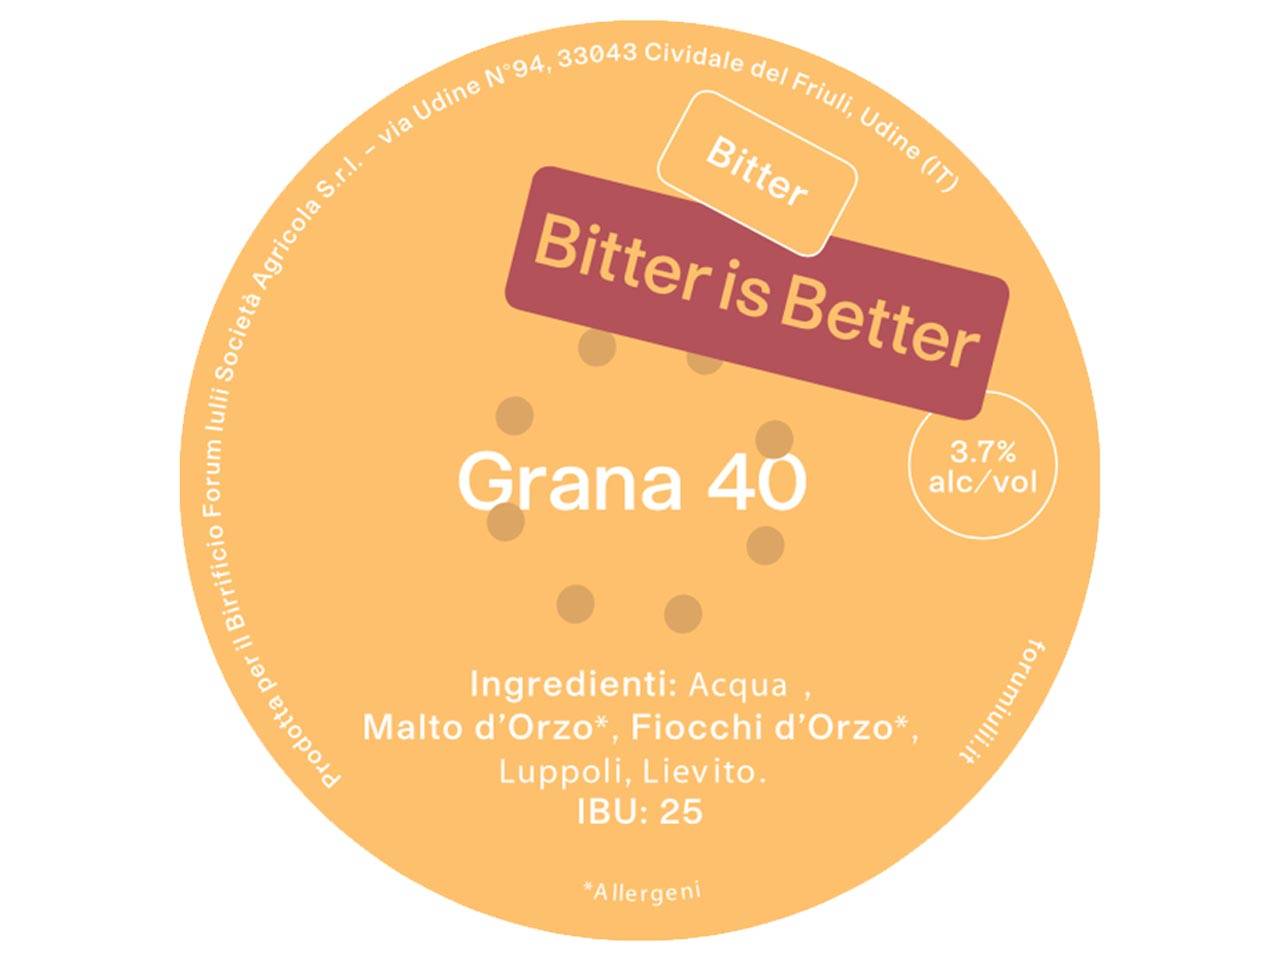 Prodotta per il Birrificio Forum Iulii Società Agricola S.r.l. – via Udine N°94, 33043 Cividale del Friuli, Udine (IT)
Bitter
Bitter is Better
3.7%
alc/vol
Grana 40
Ingredienti: Acqua ,
Malto d’Orzo*, Fiocchi d’Orzo*,
Luppoli, Lievito.
IBU: 25
*Allergeni
forumiulii.it